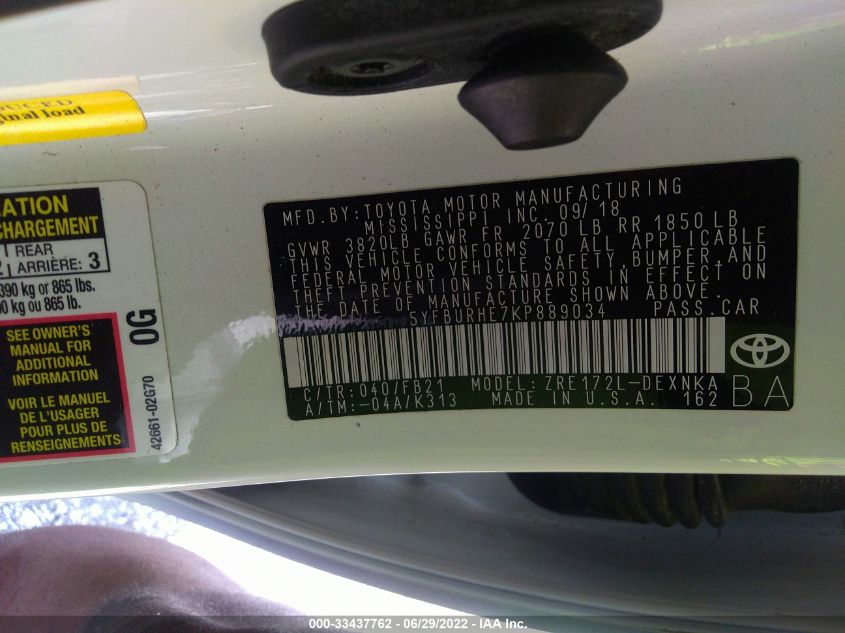 UCED
ginal load
ATION
CHARGEMENT
REAR
ARRIÈRE: 3
390 kg or 865 lbs.
0 kg ou 865 lb.
SEE OWNER'S
MANUAL FOR
ADDITIONAL
INFORMATION
VOIR LE MANUEL
DE L'USAGER
POUR PLUS DE
RENSEIGNEMENTS
0G
42661-02G70
MFD.BY:TOYOTA MOTOR MANUFACTURING
MISSISSIPPI INC. 09/18
GVWR 3820LB GAWR FR 2070 LB RR 1850 LB
THIS VEHICLE CONFORMS TO ALL APPLICABLE
FEDERAL MOTOR VEHICLE SAFETY, BUMPER,AND
THEFT PREVENTION STANDARDS IN EFFECT ON
THE DATE OF MANUFACTURE SHOWN ABOVE.
5YFBURHE7KP889034 PASS.CAR
C/TR: 040/FB21 MODEL: ZRE172L-DEXNKA
A/TM:-04A/K313 MADE IN U.S.A. 162
BA
000-33437762 - 06/29/2022 - IAA Inc.